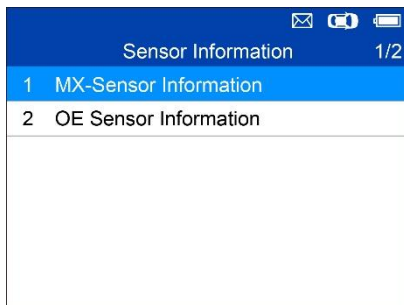 Sensor Information 1/2
1 MX-Sensor Information
2 OE Sensor Information